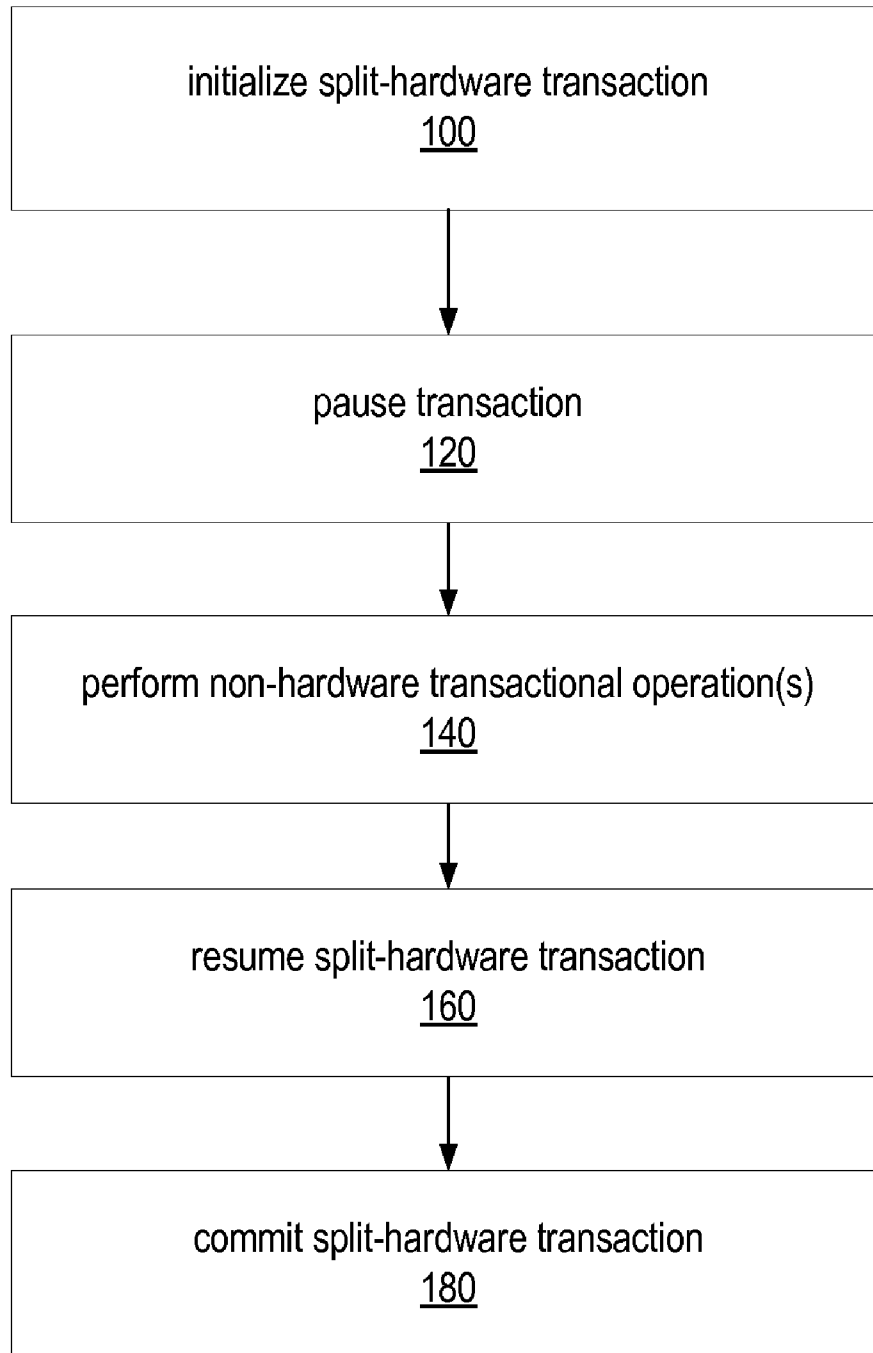 initialize split-hardware transaction
100
pause transaction
120
perform non-hardware transactional operation(s)
140
resume split-hardware transaction
160
commit split-hardware transaction
180